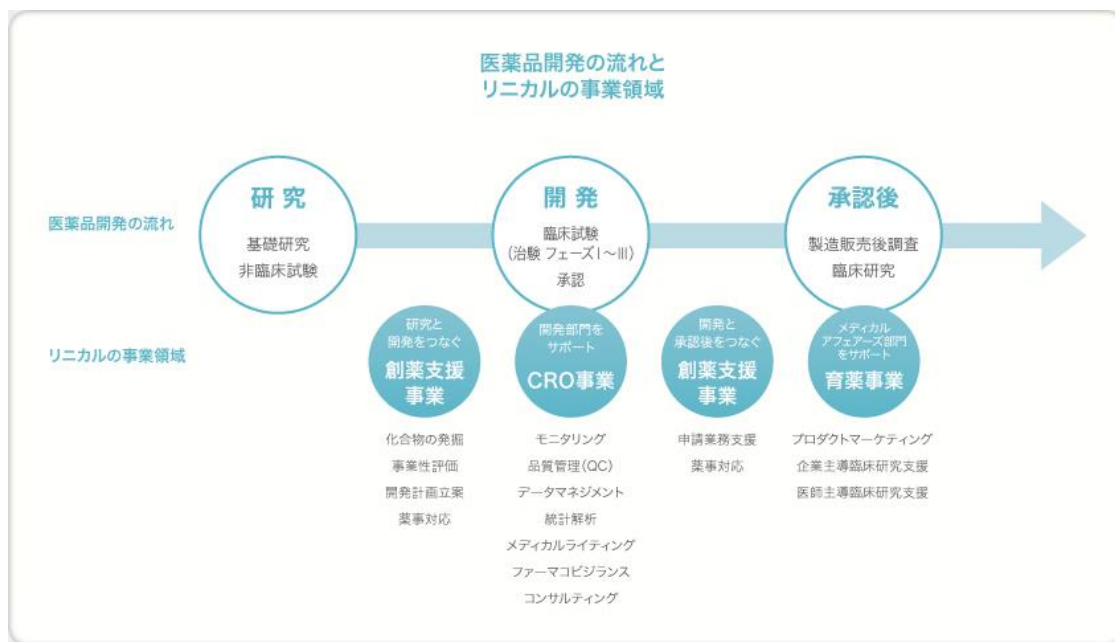 医薬品開発の流れと
リニカルの事業領域
医薬品開発の流れ
研究
基礎研究
非臨床試験
開発
臨床試験
(治験 フェーズⅠ〜Ⅲ)
承認
承認後
製造販売後調査
臨床研究
リニカルの事業領域
研究と
開発をつなぐ
創薬支援
事業
化合物の発掘
事業性評価
開発計画立案
薬事対応
開発部門を
サポート
CRO事業
モニタリング
品質管理(QC)
データマネジメント
統計解析
メディカルライティング
ファーマコビジランス
コンサルティング
開発と
承認後をつなぐ
創薬支援
事業
申請業務支援
薬事対応
メディカル
アフェアーズ部門
をサポート
育薬事業
プロダクトマーケティング
企業主導臨床研究支援
医師主導臨床研究支援